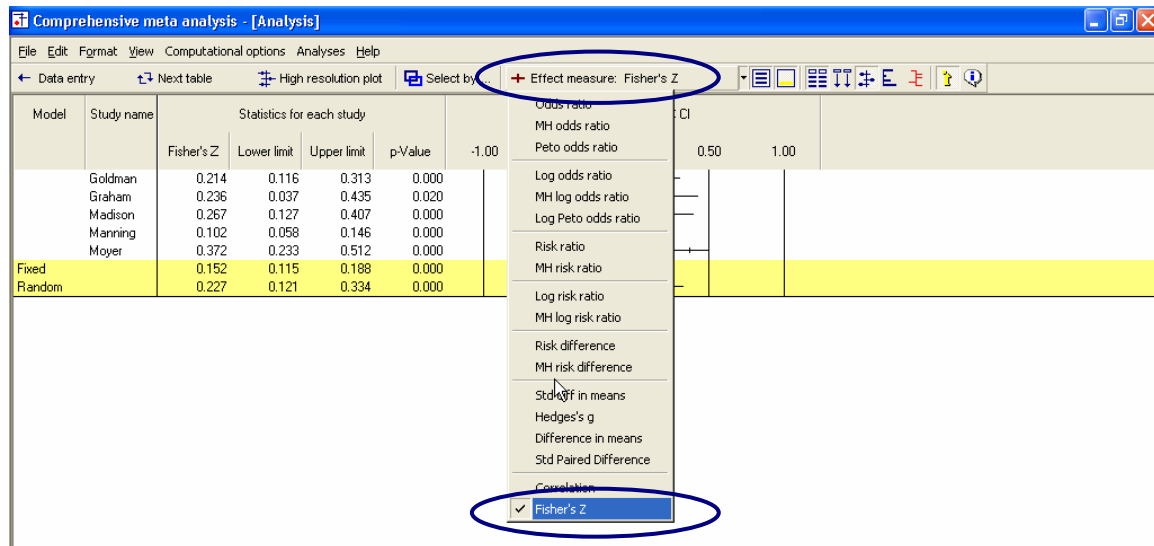 Comprehensive meta analysis - [Analysis]
File Edit Format View Computational options Analyses Help
Data entry Next table High resolution plot Select by ... Effect measure: Fisher's Z
Model Study name Statistics for each study CI
Fisher's Z Lower limit Upper limit p-Value -1.00 0.50 1.00
Goldman 0.214 0.116 0.313 0.000
Graham 0.236 0.037 0.435 0.020
Madison 0.267 0.127 0.407 0.000
Manning 0.102 0.058 0.146 0.000
Moyer 0.372 0.233 0.512 0.000
Fixed 0.152 0.115 0.188 0.000
Random 0.227 0.121 0.334 0.000
Odds ratio
MH odds ratio
Peto odds ratio
Log odds ratio
MH log odds ratio
Log Peto odds ratio
Risk ratio
MH risk ratio
Log risk ratio
MH log risk ratio
Risk difference
MH risk difference
Std diff in means
Hedges's g
Difference in means
Std Paired Difference
Correlation
Fisher's Z